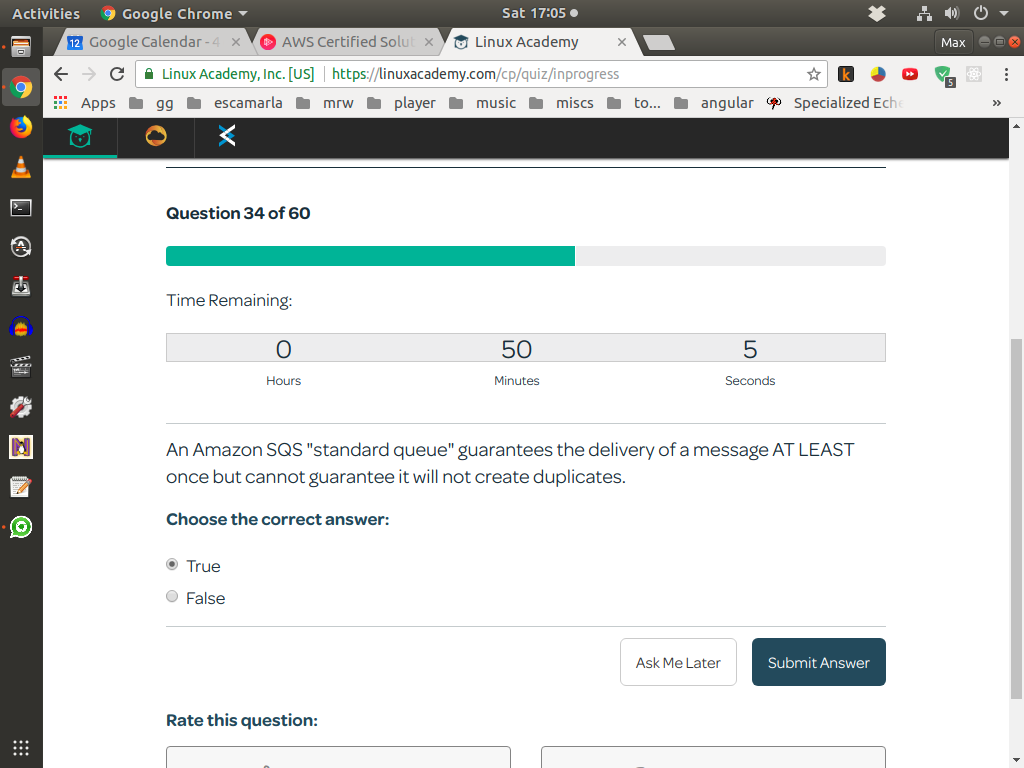 Activities Google Chrome Sat 17:05
Google Calendar - 4 AWS Certified Solut Linux Academy Max
Linux Academy, Inc. [US] https://linuxacademy.com/cp/quiz/inprogress k 5
Apps gg escamarla mrw player music miscs to... angular Specialized Eche »
Question 34 of 60
Time Remaining:
0 50 5
Hours Minutes Seconds
An Amazon SQS "standard queue" guarantees the delivery of a message AT LEAST
once but cannot guarantee it will not create duplicates.
Choose the correct answer:
True
False
Ask Me Later Submit Answer
Rate this question: